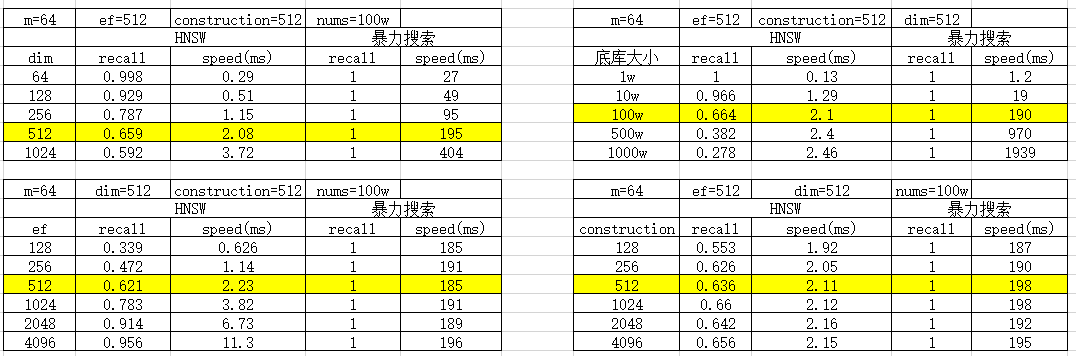 m=64 ef=512 construction=512 nums=100w
HNSW 暴力搜索
dim recall speed(ms) recall speed(ms)
64 0.998 0.29 1 27
128 0.929 0.51 1 49
256 0.787 1.15 1 95
512 0.659 2.08 1 195
1024 0.592 3.72 1 404
m=64 ef=512 construction=512 dim=512
HNSW 暴力搜索
底库大小 recall speed(ms) recall speed(ms)
1w 1 0.13 1 1.2
10w 0.966 1.29 1 19
100w 0.664 2.1 1 190
500w 0.382 2.4 1 970
1000w 0.278 2.46 1 1939
m=64 dim=512 construction=512 nums=100w
HNSW 暴力搜索
ef recall speed(ms) recall speed(ms)
128 0.339 0.626 1 185
256 0.472 1.14 1 191
512 0.621 2.23 1 185
1024 0.783 3.82 1 191
2048 0.914 6.73 1 189
4096 0.956 11.3 1 196
m=64 ef=512 dim=512 nums=100w
HNSW 暴力搜索
construction recall speed(ms) recall speed(ms)
128 0.553 1.92 1 187
256 0.626 2.05 1 190
512 0.636 2.11 1 198
1024 0.66 2.12 1 198
2048 0.642 2.16 1 192
4096 0.656 2.15 1 195